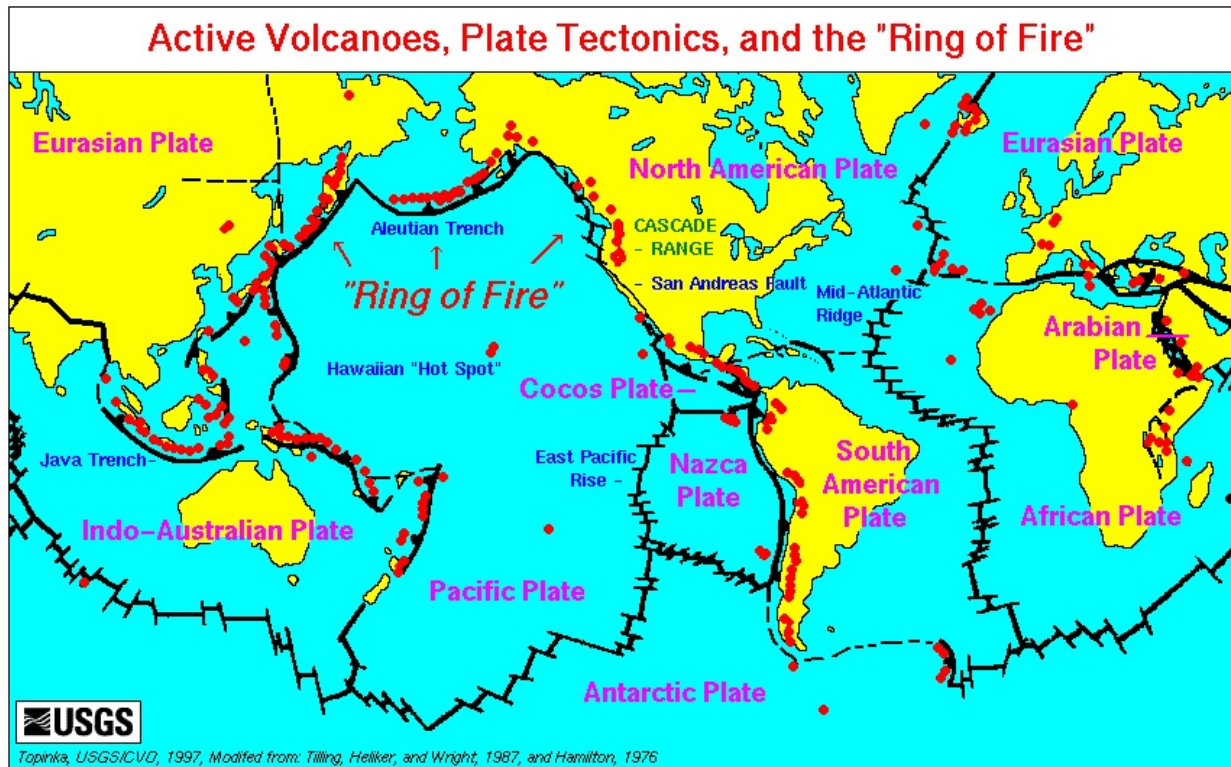 Active Volcanoes, Plate Tectonics, and the "Ring of Fire"
Eurasian Plate
North American Plate
Eurasian Plate
Aleutian Trench
CASCADE
- RANGE
"Ring of Fire"
- San Andreas Fault
Mid-Atlantic
Ridge
Arabian
Plate
Hawaiian "Hot Spot"
Cocos Plate-
Java Trench-
East Pacific
Rise -
Nazca
Plate
South
American
Plate
Indo-Australian Plate
African Plate
Pacific Plate
Antarctic Plate
USGS
Topinka, USGS/CVO, 1997, Modifed from: Tilling, Heliker, and Wright, 1987, and Hamilton, 1976